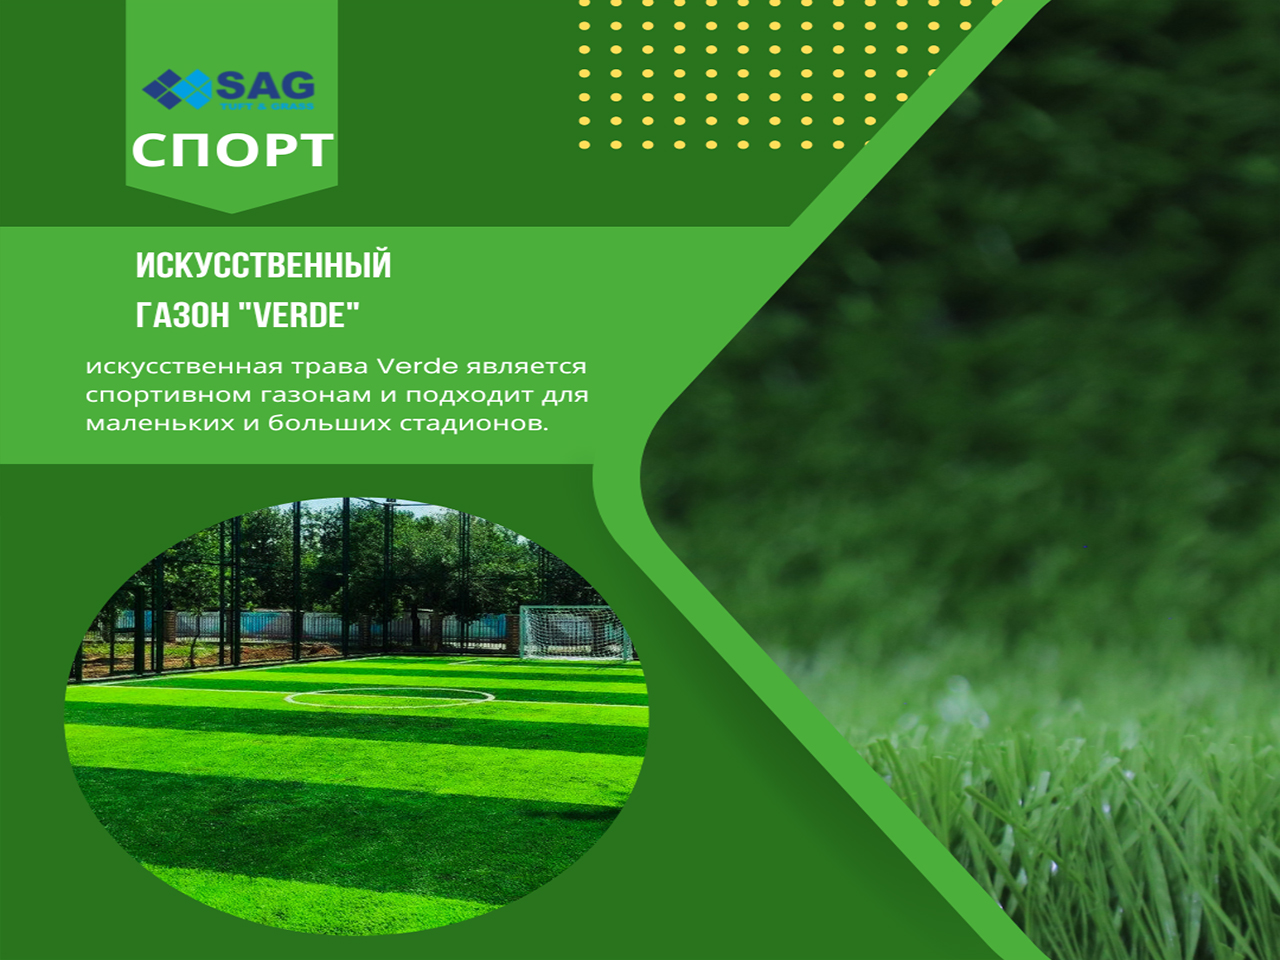 SAG
TUFT & GRASS
СПОРТ
ИСКУССТВЕННЫЙ
ГАЗОН "VERDE"
искусственная трава Verde является
спортивном газонам и подходит для
маленьких и больших стадионов.